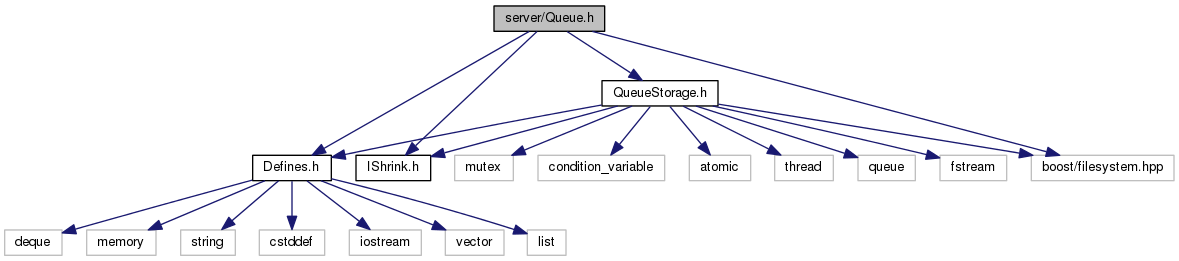 server/Queue.h
QueueStorage.h
Defines.h
IShrink.h
mutex
condition_variable
atomic
thread
queue
fstream
boost/filesystem.hpp
deque
memory
string
cstddef
iostream
vector
list